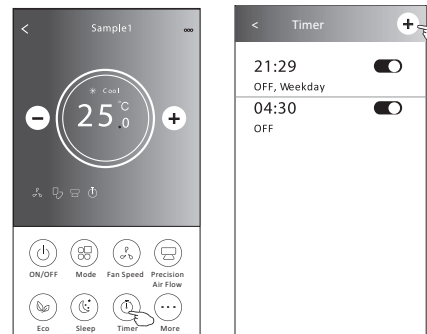 Sample1
Cool
25.0°C
ON/OFF
Mode
Fan Speed
Precision
Air Flow
Eco
Sleep
Timer
More
Timer
21:29
OFF, Weekday
04:30
OFF